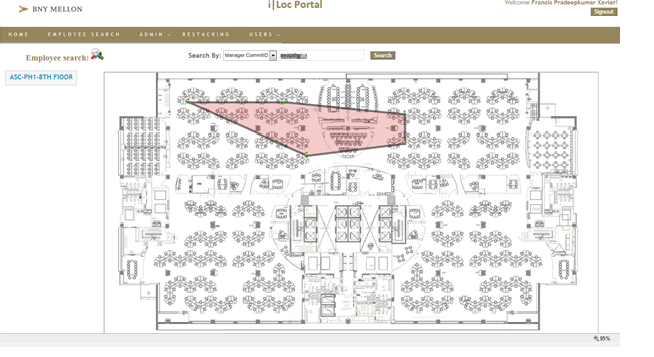 BNY MELLON
i|Loc Portal
Welcome Francis Pradeepkumar Xavier!
Signout
HOME EMPLOYEE SEARCH ADMIN RESTACKING USERS
Employee search:
Search By: Manager CommitID Search
ASC-PH1-8TH FlOOR
95%